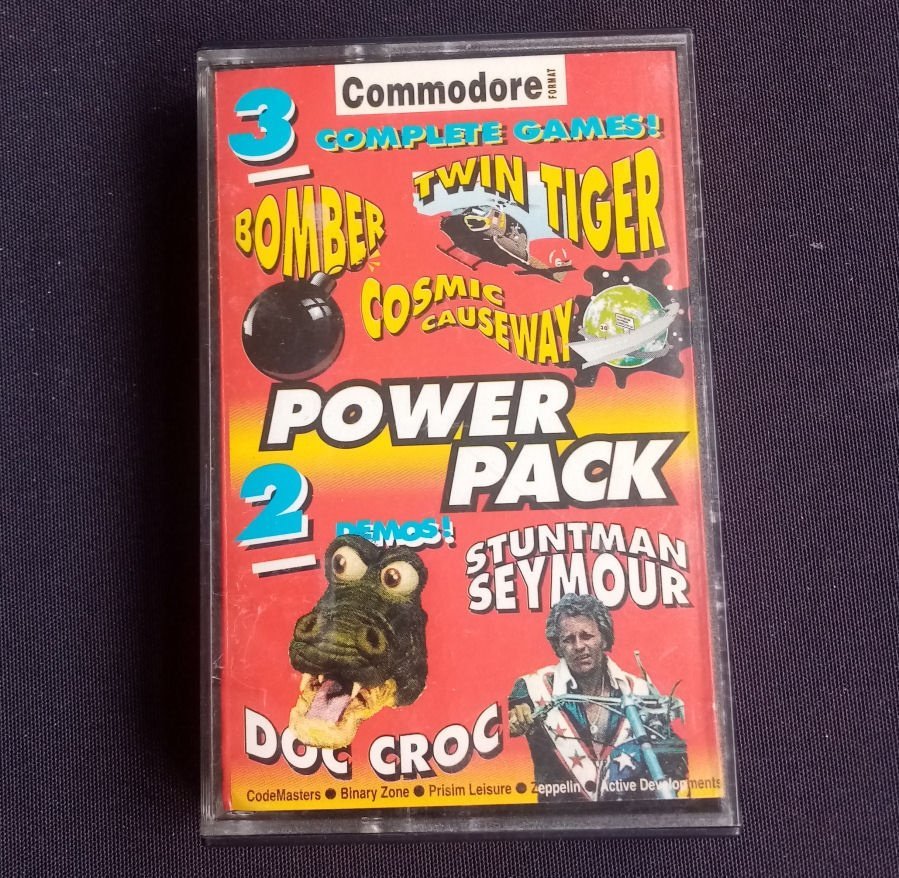 Commodore
FORMAT
3 COMPLETE GAMES!
BOMBER
TWIN TIGER
COSMIC
CAUSEWAY
POWER
PACK
2 DEMOS!
STUNTMAN
SEYMOUR
DOC CROC
CodeMasters ● Binary Zone ● Prisim Leisure ● Zeppelin ● Active Developments